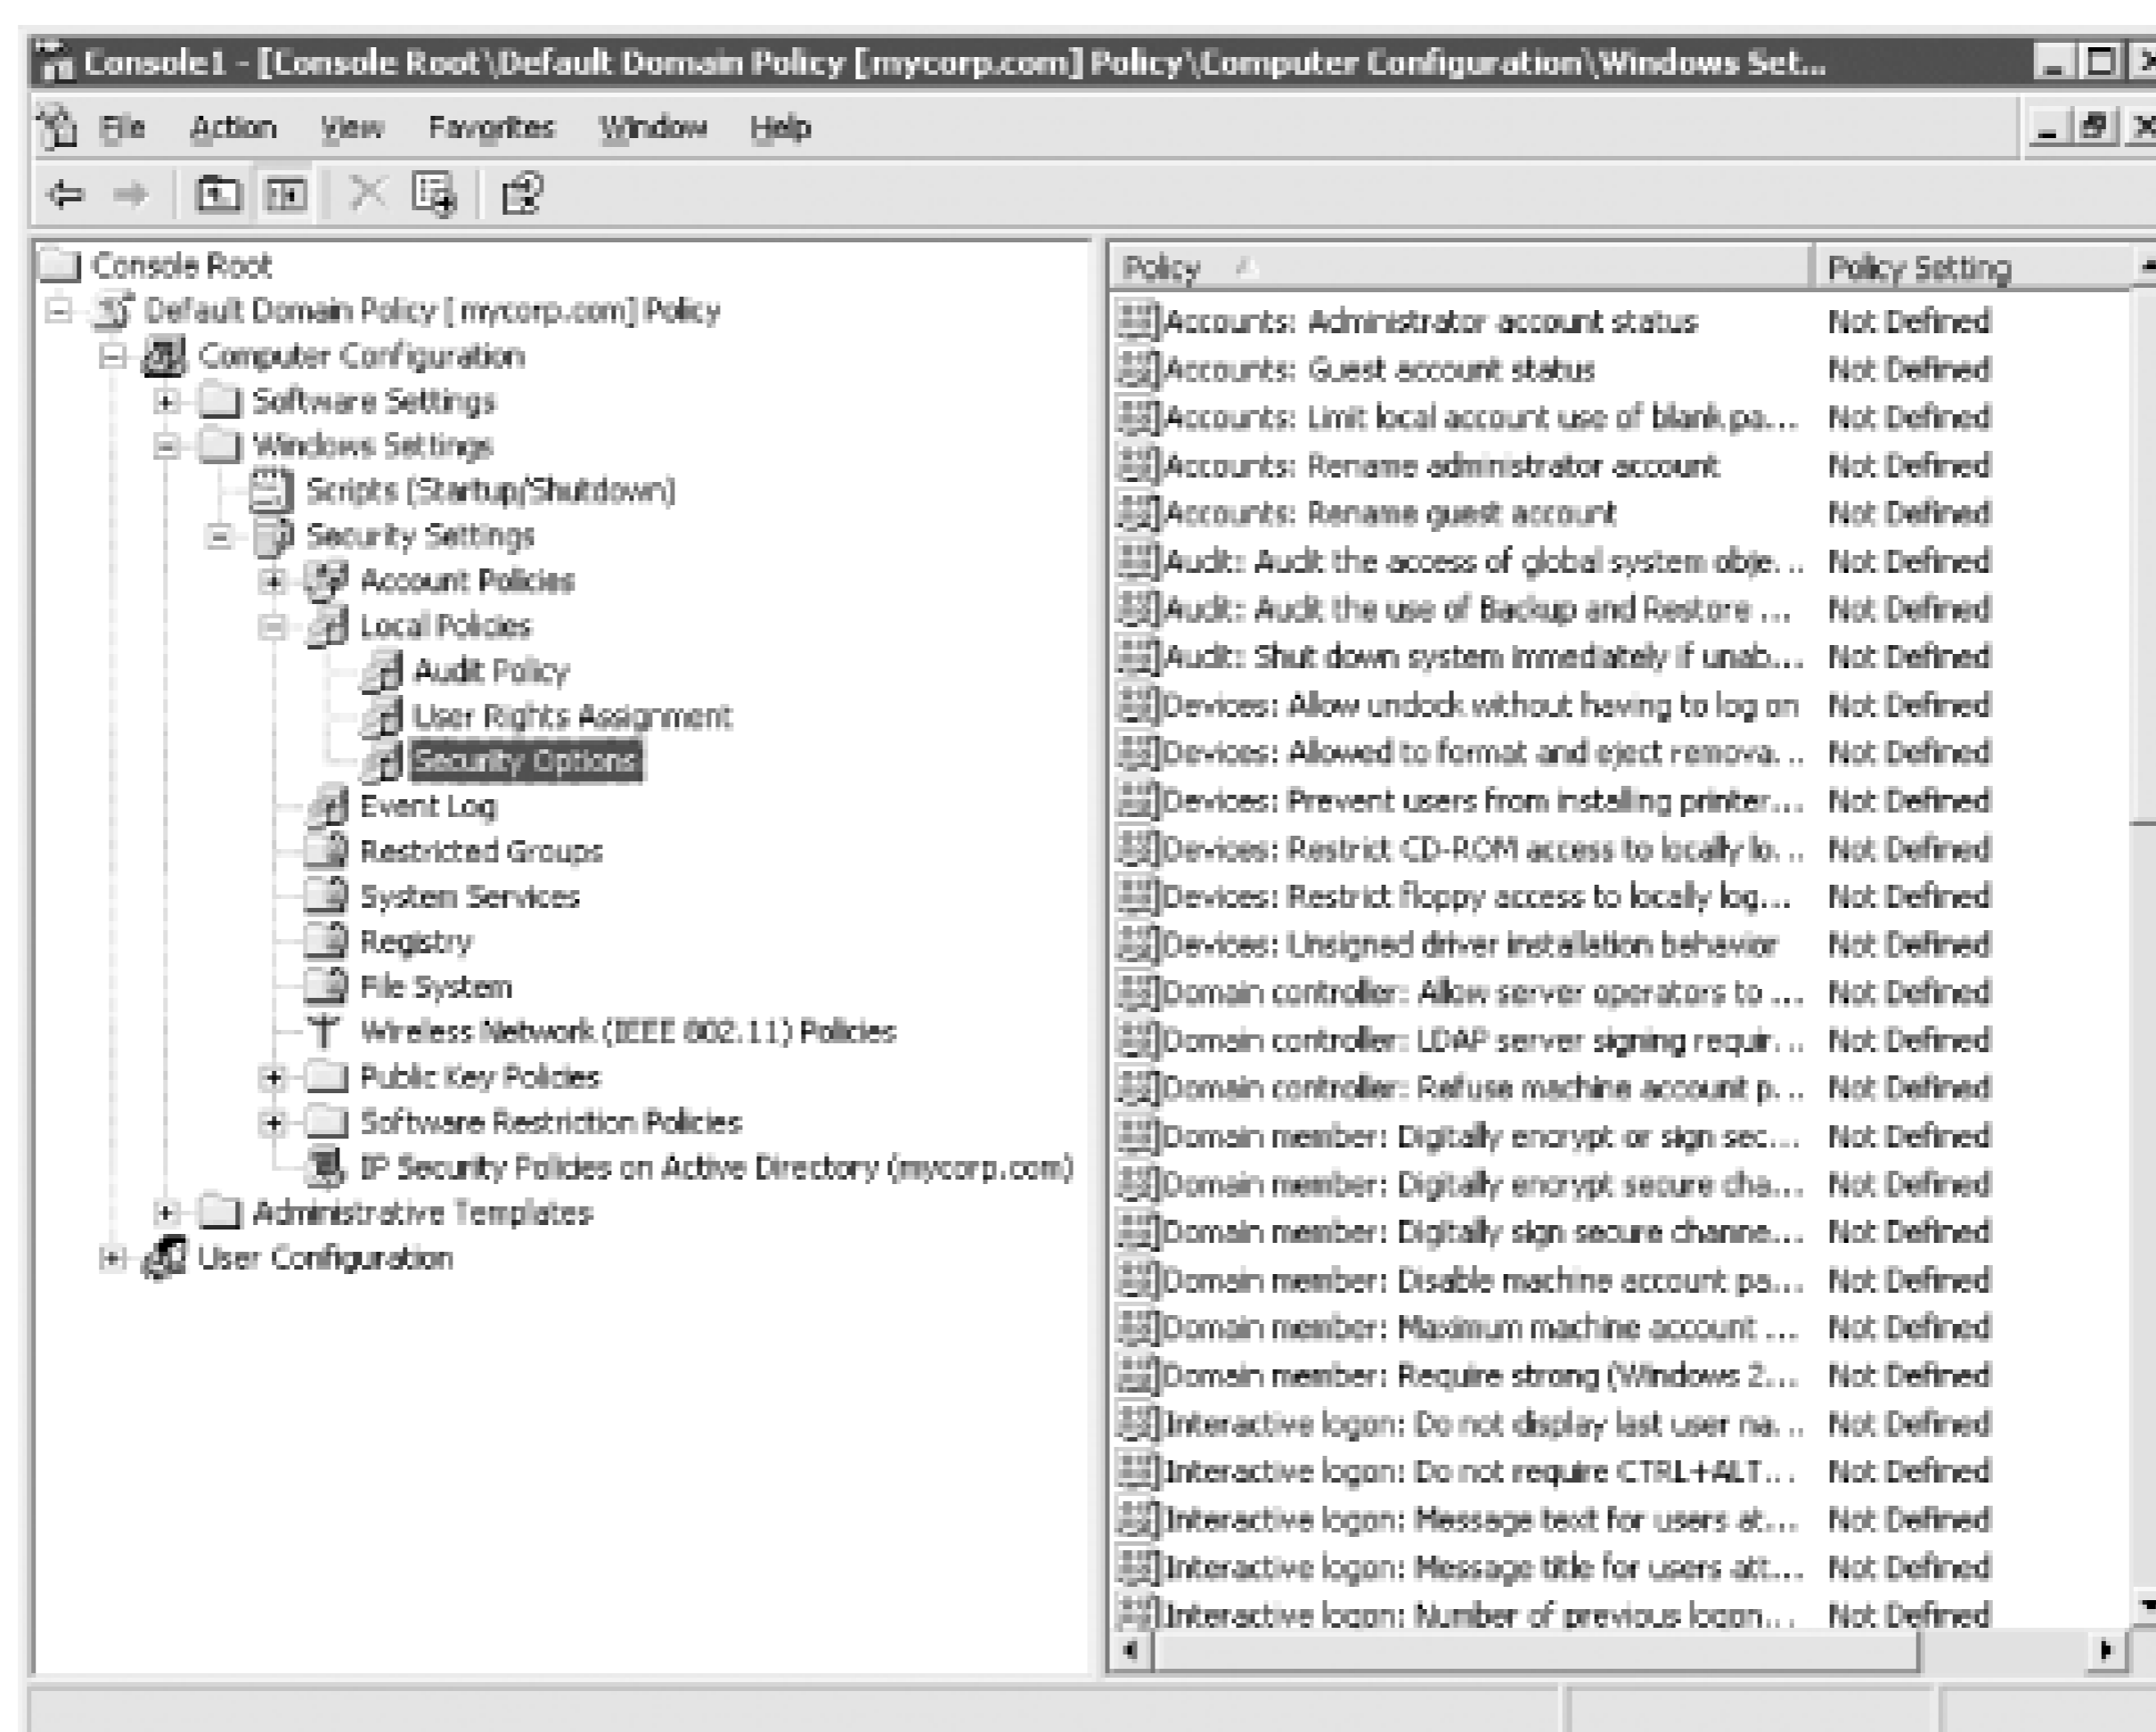 Console1 - [Console Root\Default Domain Policy [mycorp.com] Policy\Computer Configuration\Windows Set...
File Action View Favorites Window Help
Console Root
Default Domain Policy [mycorp.com] Policy
Computer Configuration
Software Settings
Windows Settings
Scripts (Startup/Shutdown)
Security Settings
Account Policies
Local Policies
Audit Policy
User Rights Assignment
Security Options
Event Log
Restricted Groups
System Services
Registry
File System
Wireless Network (IEEE 802.11) Policies
Public Key Policies
Software Restriction Policies
IP Security Policies on Active Directory (mycorp.com)
Administrative Templates
User Configuration
Policy Policy Setting
Accounts: Administrator account status Not Defined
Accounts: Guest account status Not Defined
Accounts: Limit local account use of blank pa... Not Defined
Accounts: Rename administrator account Not Defined
Accounts: Rename guest account Not Defined
Audit: Audit the access of global system obje... Not Defined
Audit: Audit the use of Backup and Restore ... Not Defined
Audit: Shut down system immediately if unab... Not Defined
Devices: Allow undock without having to log on Not Defined
Devices: Allowed to format and eject remova... Not Defined
Devices: Prevent users from installing printer... Not Defined
Devices: Restrict CD-ROM access to locally lo... Not Defined
Devices: Restrict floppy access to locally log... Not Defined
Devices: Unsigned driver installation behavior Not Defined
Domain controller: Allow server operators to ... Not Defined
Domain controller: LDAP server signing requir... Not Defined
Domain controller: Refuse machine account p... Not Defined
Domain member: Digitally encrypt or sign sec... Not Defined
Domain member: Digitally encrypt secure cha... Not Defined
Domain member: Digitally sign secure channe... Not Defined
Domain member: Disable machine account pa... Not Defined
Domain member: Maximum machine account ... Not Defined
Domain member: Require strong (Windows 2... Not Defined
Interactive logon: Do not display last user na... Not Defined
Interactive logon: Do not require CTRL+ALT... Not Defined
Interactive logon: Message text for users at... Not Defined
Interactive logon: Message title for users att... Not Defined
Interactive logon: Number of previous logon... Not Defined